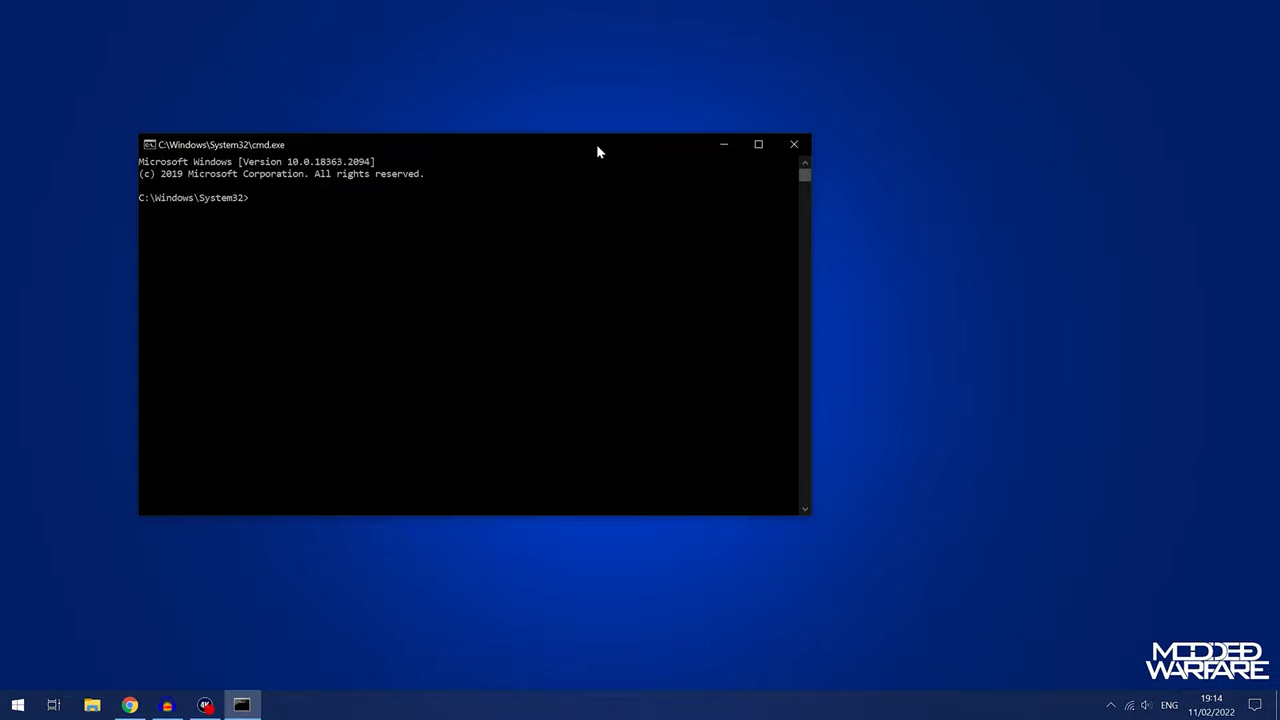 C:\Windows\System32\cmd.exe
Microsoft Windows [Version 10.0.18363.2094]
(c) 2019 Microsoft Corporation. All rights reserved.
C:\Windows\System32>
MODDED
WARFARE
4K
ENG
19:14
11/02/2022